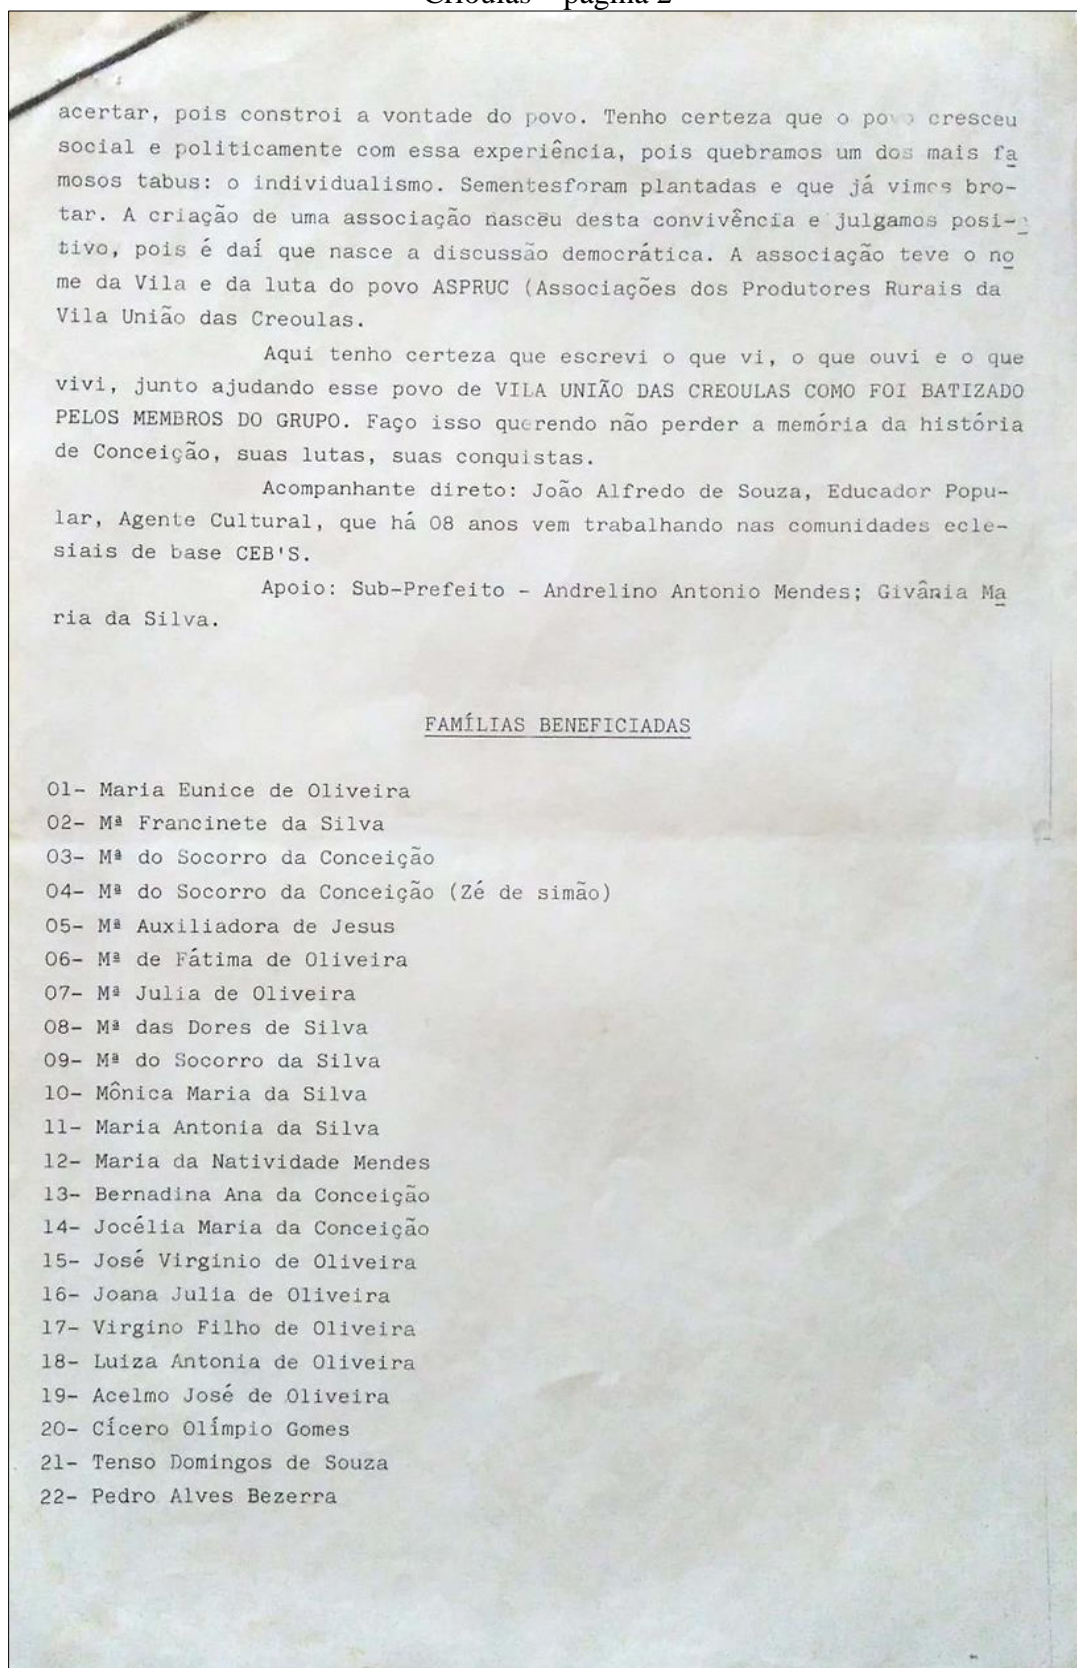 Crioulas – página 2
acertar, pois constroi a vontade do povo. Tenho certeza que o povo cresceu
social e politicamente com essa experiência, pois quebramos um dos mais fa
mosos tabus: o individualismo. Sementesforam plantadas e que já vimos bro-
tar. A criação de uma associação nasceu desta convivência e julgamos posi-
tivo, pois é daí que nasce a discussão democrática. A associação teve o no
me da Vila e da luta do povo ASPRUC (Associações dos Produtores Rurais da
Vila União das Creoulas.
Aqui tenho certeza que escrevi o que vi, o que ouvi e o que
vivi, junto ajudando esse povo de VILA UNIÃO DAS CREOULAS COMO FOI BATIZADO
PELOS MEMBROS DO GRUPO. Faço isso querendo não perder a memória da história
de Conceição, suas lutas, suas conquistas.
Acompanhante direto: João Alfredo de Souza, Educador Popu-
lar, Agente Cultural, que há 08 anos vem trabalhando nas comunidades ecle-
siais de base CEB'S.
Apoio: Sub-Prefeito - Andrelino Antonio Mendes; Givânia Ma
ria da Silva.
FAMÍLIAS BENEFICIADAS
01- Maria Eunice de Oliveira
02- Mª Francinete da Silva
03- Mª do Socorro da Conceição
04- Mª do Socorro da Conceição (Zé de simão)
05- Mª Auxiliadora de Jesus
06- Mª de Fátima de Oliveira
07- Mª Julia de Oliveira
08- Mª das Dores de Silva
09- Mª do Socorro da Silva
10- Mônica Maria da Silva
11- Maria Antonia da Silva
12- Maria da Natividade Mendes
13- Bernadina Ana da Conceição
14- Jocélia Maria da Conceição
15- José Virginio de Oliveira
16- Joana Julia de Oliveira
17- Virgino Filho de Oliveira
18- Luiza Antonia de Oliveira
19- Acelmo José de Oliveira
20- Cícero Olímpio Gomes
21- Tenso Domingos de Souza
22- Pedro Alves Bezerra